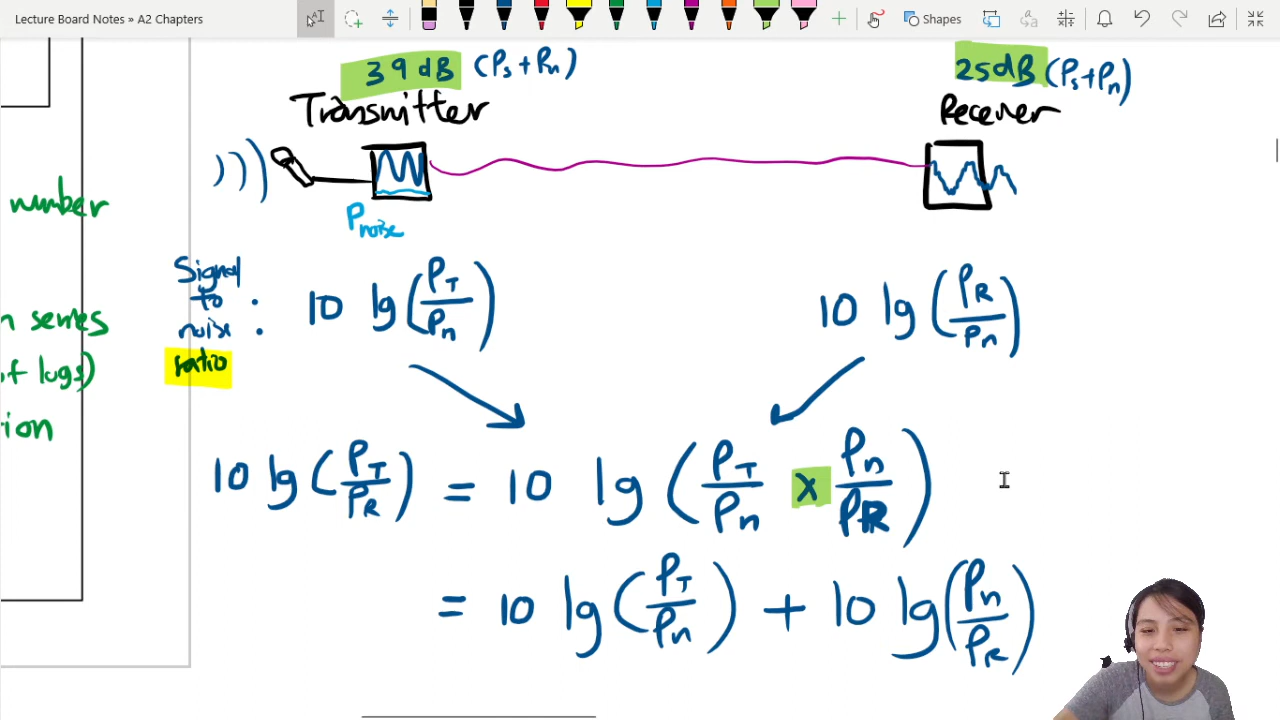 Lecture Board Notes » A2 Chapters
Shapes
39 dB (Ps + Pn)
25dB (Ps + Pn)
Transmitter
Receiver
Pnoise
number
n series
of logs)
ion
Signal
to
noise
ratio
:
10 lg (PT/Pn)
10 lg (PR/Pn)
10 lg (PT/PR) = 10 lg (PT/Pn × Pn/PR)
= 10 lg (PT/Pn) + 10 lg (Pn/PR)